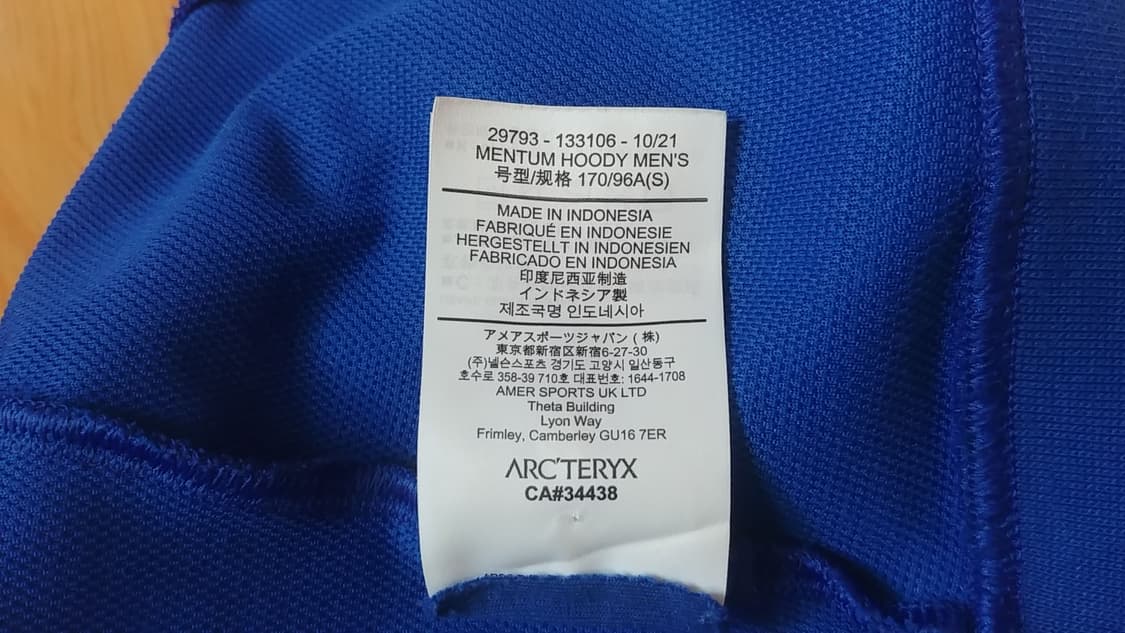 29793 - 133106 - 10/21
MENTUM HOODY MEN'S
号型/规格 170/96A(S)
MADE IN INDONESIA
FABRIQUÉ EN INDONESIE
HERGESTELLT IN INDONESIEN
FABRICADO EN INDONESIA
印度尼西亚制造
インドネシア製
제조국명 인도네시아
アメアスポーツジャパン ( 株)
東京都新宿区新宿6-27-30
(주)넬슨스포츠 경기도 고양시 일산동구
호수로 358-39 710호 대표번호: 1644-1708
AMER SPORTS UK LTD
Theta Building
Lyon Way
Frimley, Camberley GU16 7ER
ARC'TERYX
CA#34438